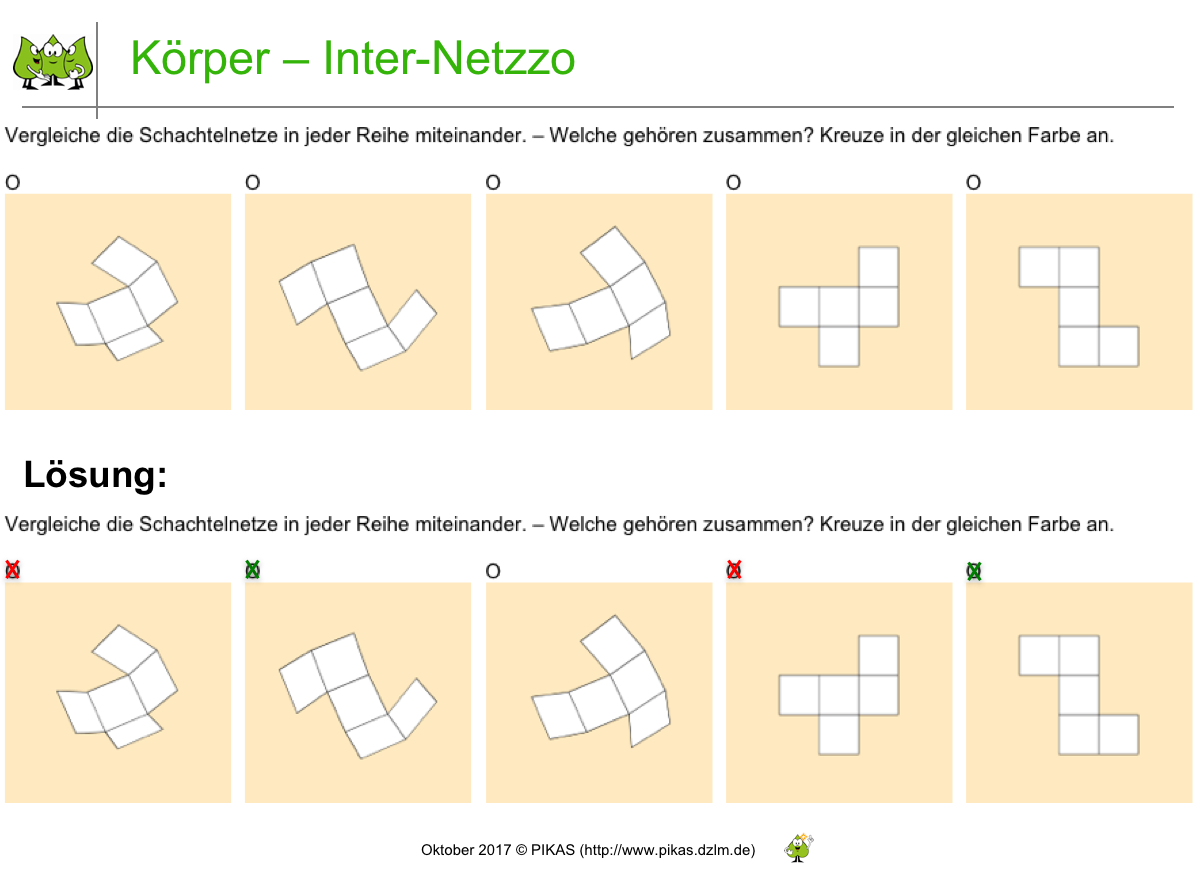 Körper – Inter-Netzzo
Vergleiche die Schachtelnetze in jeder Reihe miteinander. – Welche gehören zusammen? Kreuze in der gleichen Farbe an.
O O O O O
Lösung:
Vergleiche die Schachtelnetze in jeder Reihe miteinander. – Welche gehören zusammen? Kreuze in der gleichen Farbe an.
O O O O O
Oktober 2017 © PIKAS (http://www.pikas.dzlm.de)